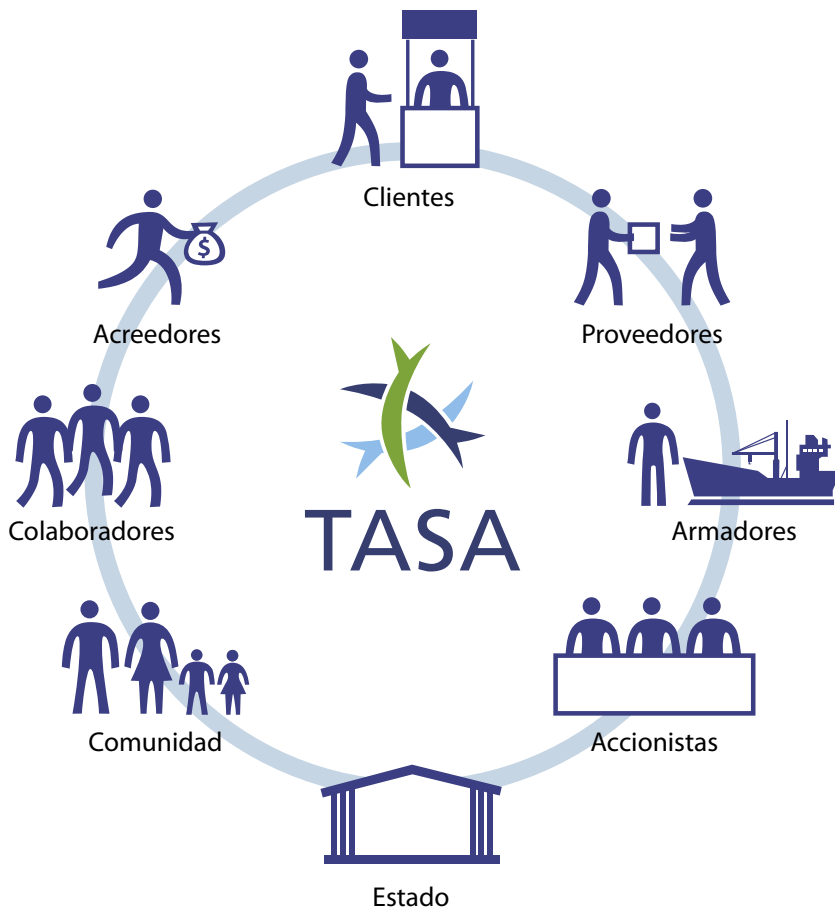 Clientes
Proveedores
Armadores
Accionistas
Estado
Comunidad
Colaboradores
Acreedores
$
TASA